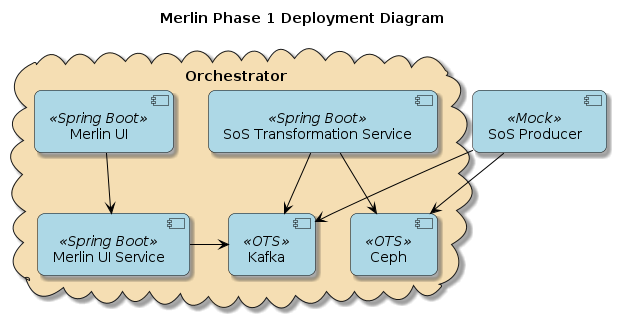 Merlin Phase 1 Deployment Diagram
Orchestrator
«Spring Boot»
Merlin UI
«Spring Boot»
SoS Transformation Service
«Mock»
SoS Producer
«Spring Boot»
Merlin UI Service
«OTS»
Kafka
«OTS»
Ceph